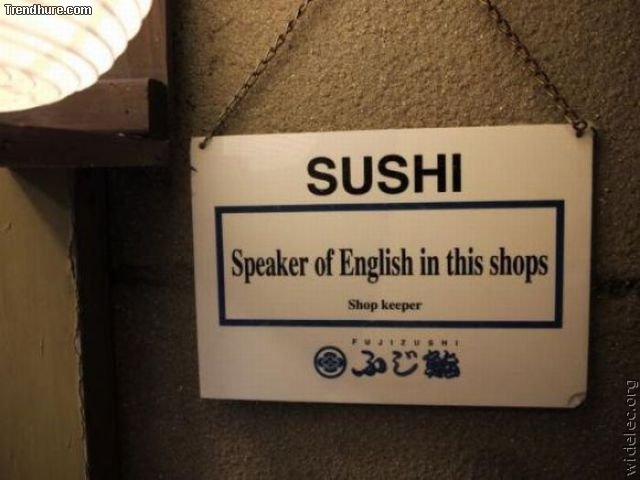 Trendhure.com
SUSHI
Speaker of English in this shops
Shop keeper
FUJIZUSHI
ふじ鮨
widelec.org